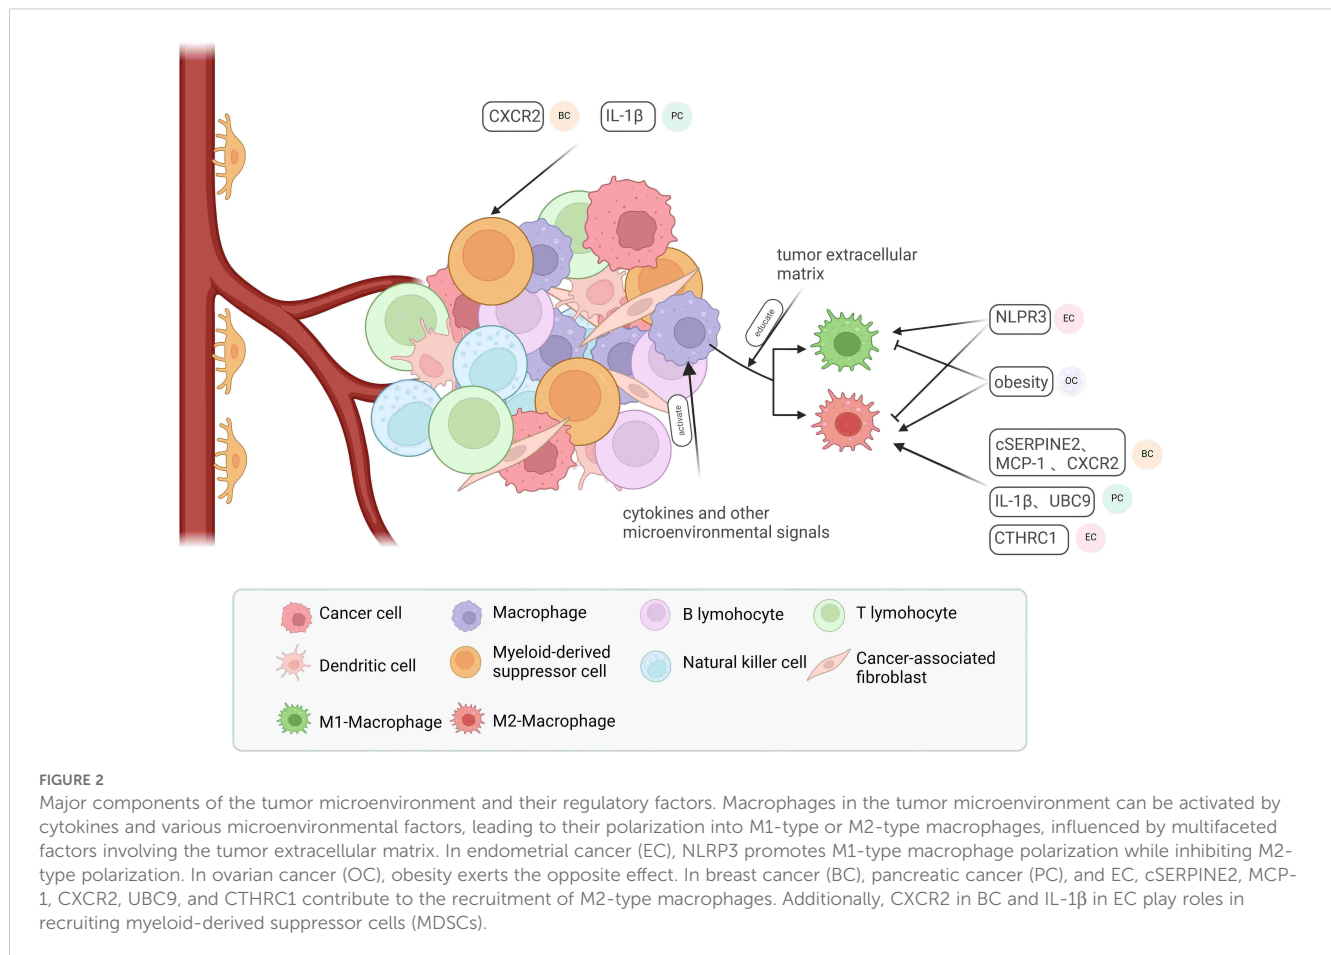 CXCR2 BC IL-1β PC
tumor extracellular
matrix
educate
NLPR3 EC
obesity OC
activate
cSERPINE2、
MCP-1 、CXCR2 BC
IL-1β、UBC9 PC
CTHRC1 EC
cytokines and other
microenvironmental signals
Cancer cell
Macrophage
B lymohocyte
T lymohocyte
Dendritic cell
Myeloid-derived
suppressor cell
Natural killer cell
Cancer-associated
fibroblast
M1-Macrophage
M2-Macrophage
FIGURE 2
Major components of the tumor microenvironment and their regulatory factors. Macrophages in the tumor microenvironment can be activated by
cytokines and various microenvironmental factors, leading to their polarization into M1-type or M2-type macrophages, influenced by multifaceted
factors involving the tumor extracellular matrix. In endometrial cancer (EC), NLRP3 promotes M1-type macrophage polarization while inhibiting M2-
type polarization. In ovarian cancer (OC), obesity exerts the opposite effect. In breast cancer (BC), pancreatic cancer (PC), and EC, cSERPINE2, MCP-
1, CXCR2, UBC9, and CTHRC1 contribute to the recruitment of M2-type macrophages. Additionally, CXCR2 in BC and IL-1β in EC play roles in
recruiting myeloid-derived suppressor cells (MDSCs).